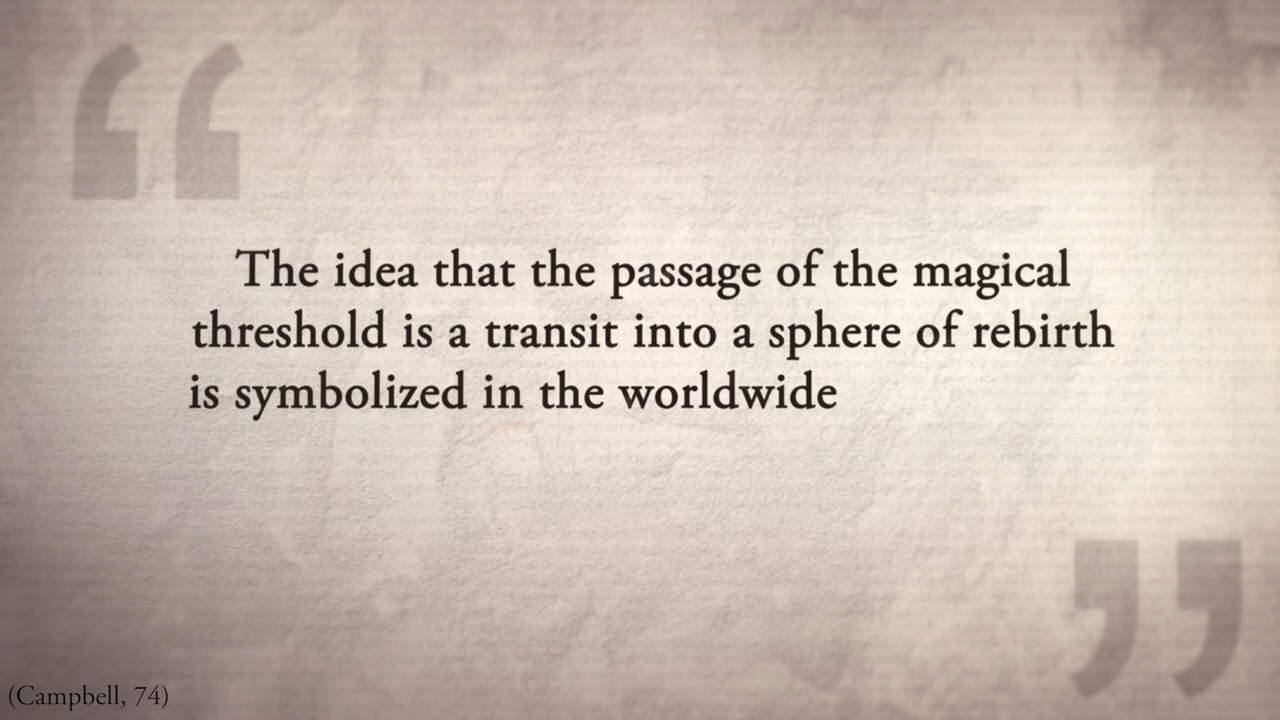 The idea that the passage of the magical
threshold is a transit into a sphere of rebirth
is symbolized in the worldwide
(Campbell, 74)